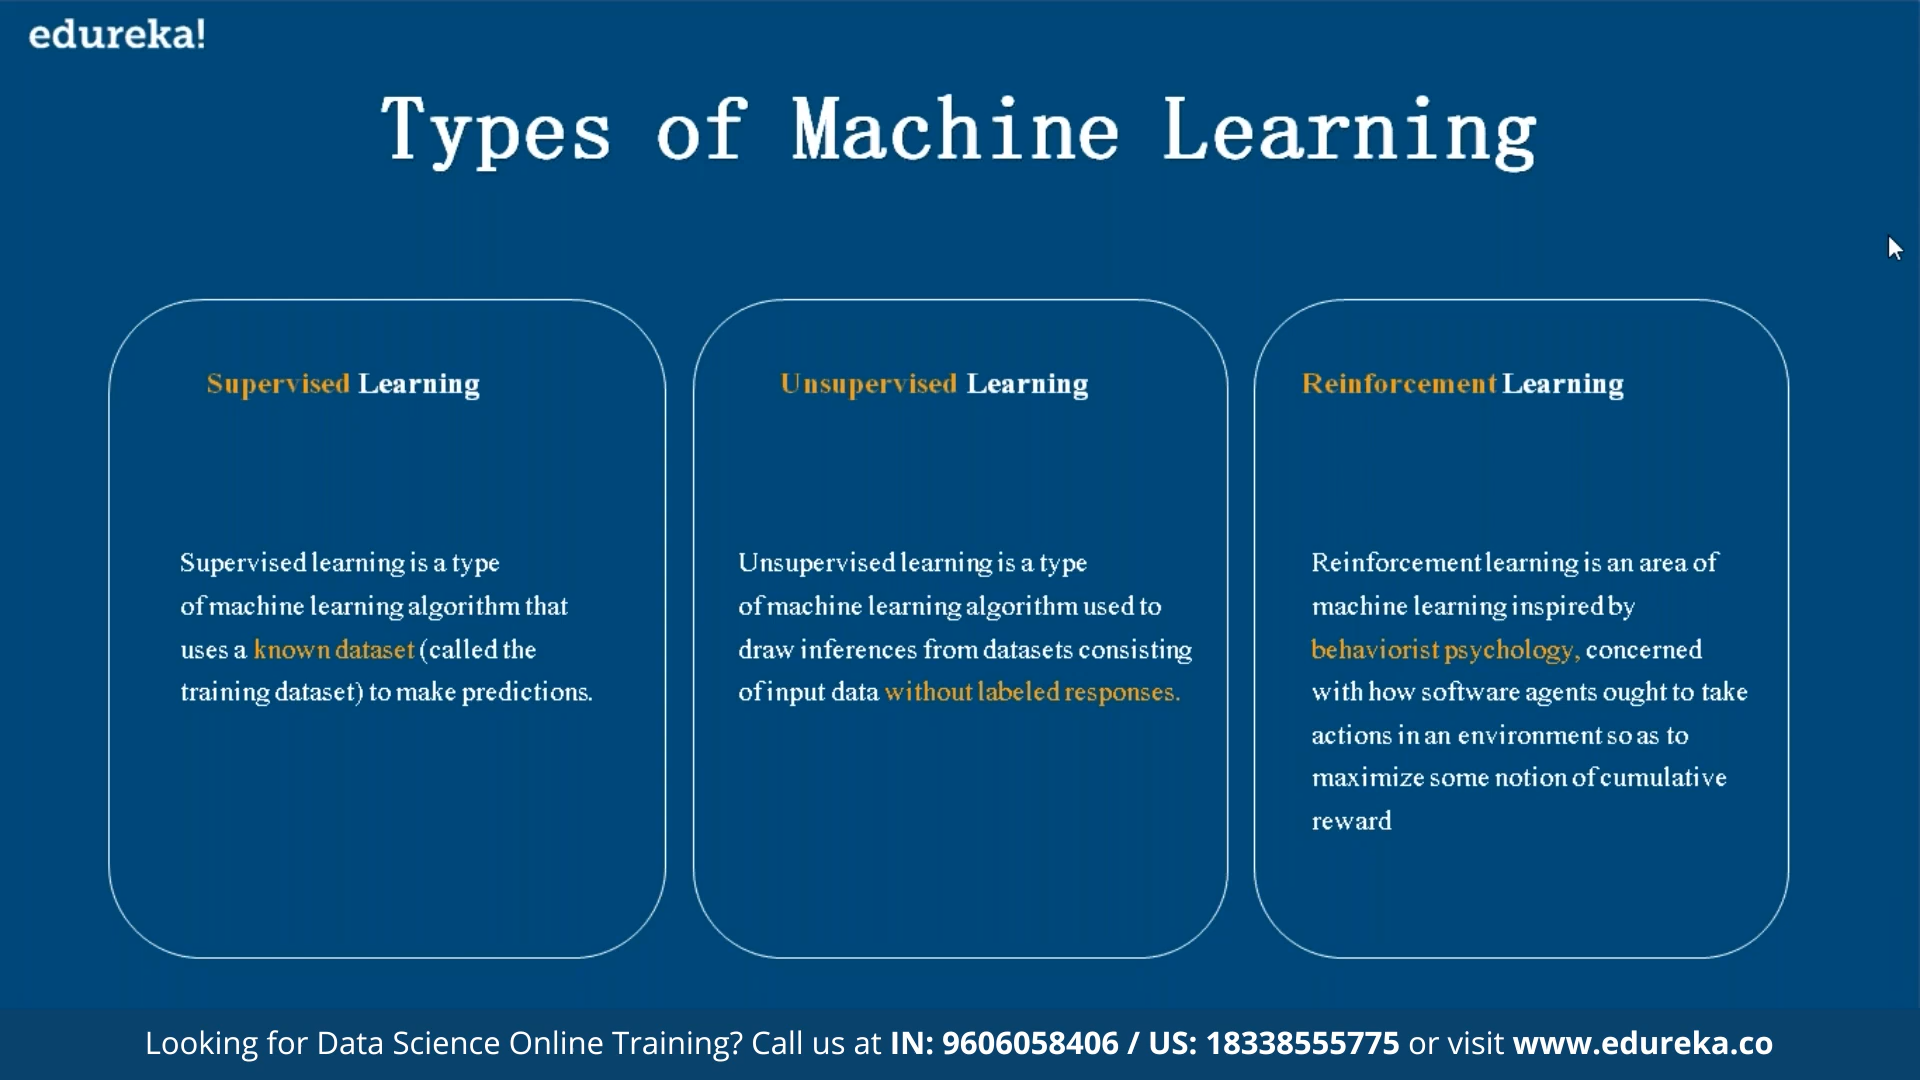 edureka!
Types of Machine Learning
Supervised Learning
Supervised learning is a type
of machine learning algorithm that
uses a known dataset (called the
training dataset) to make predictions.
Unsupervised Learning
Unsupervised learning is a type
of machine learning algorithm used to
draw inferences from datasets consisting
of input data without labeled responses.
Reinforcement Learning
Reinforcement learning is an area of
machine learning inspired by
behaviorist psychology, concerned
with how software agents ought to take
actions in an environment so as to
maximize some notion of cumulative
reward
Looking for Data Science Online Training? Call us at IN: 9606058406 / US: 18338555775 or visit www.edureka.co